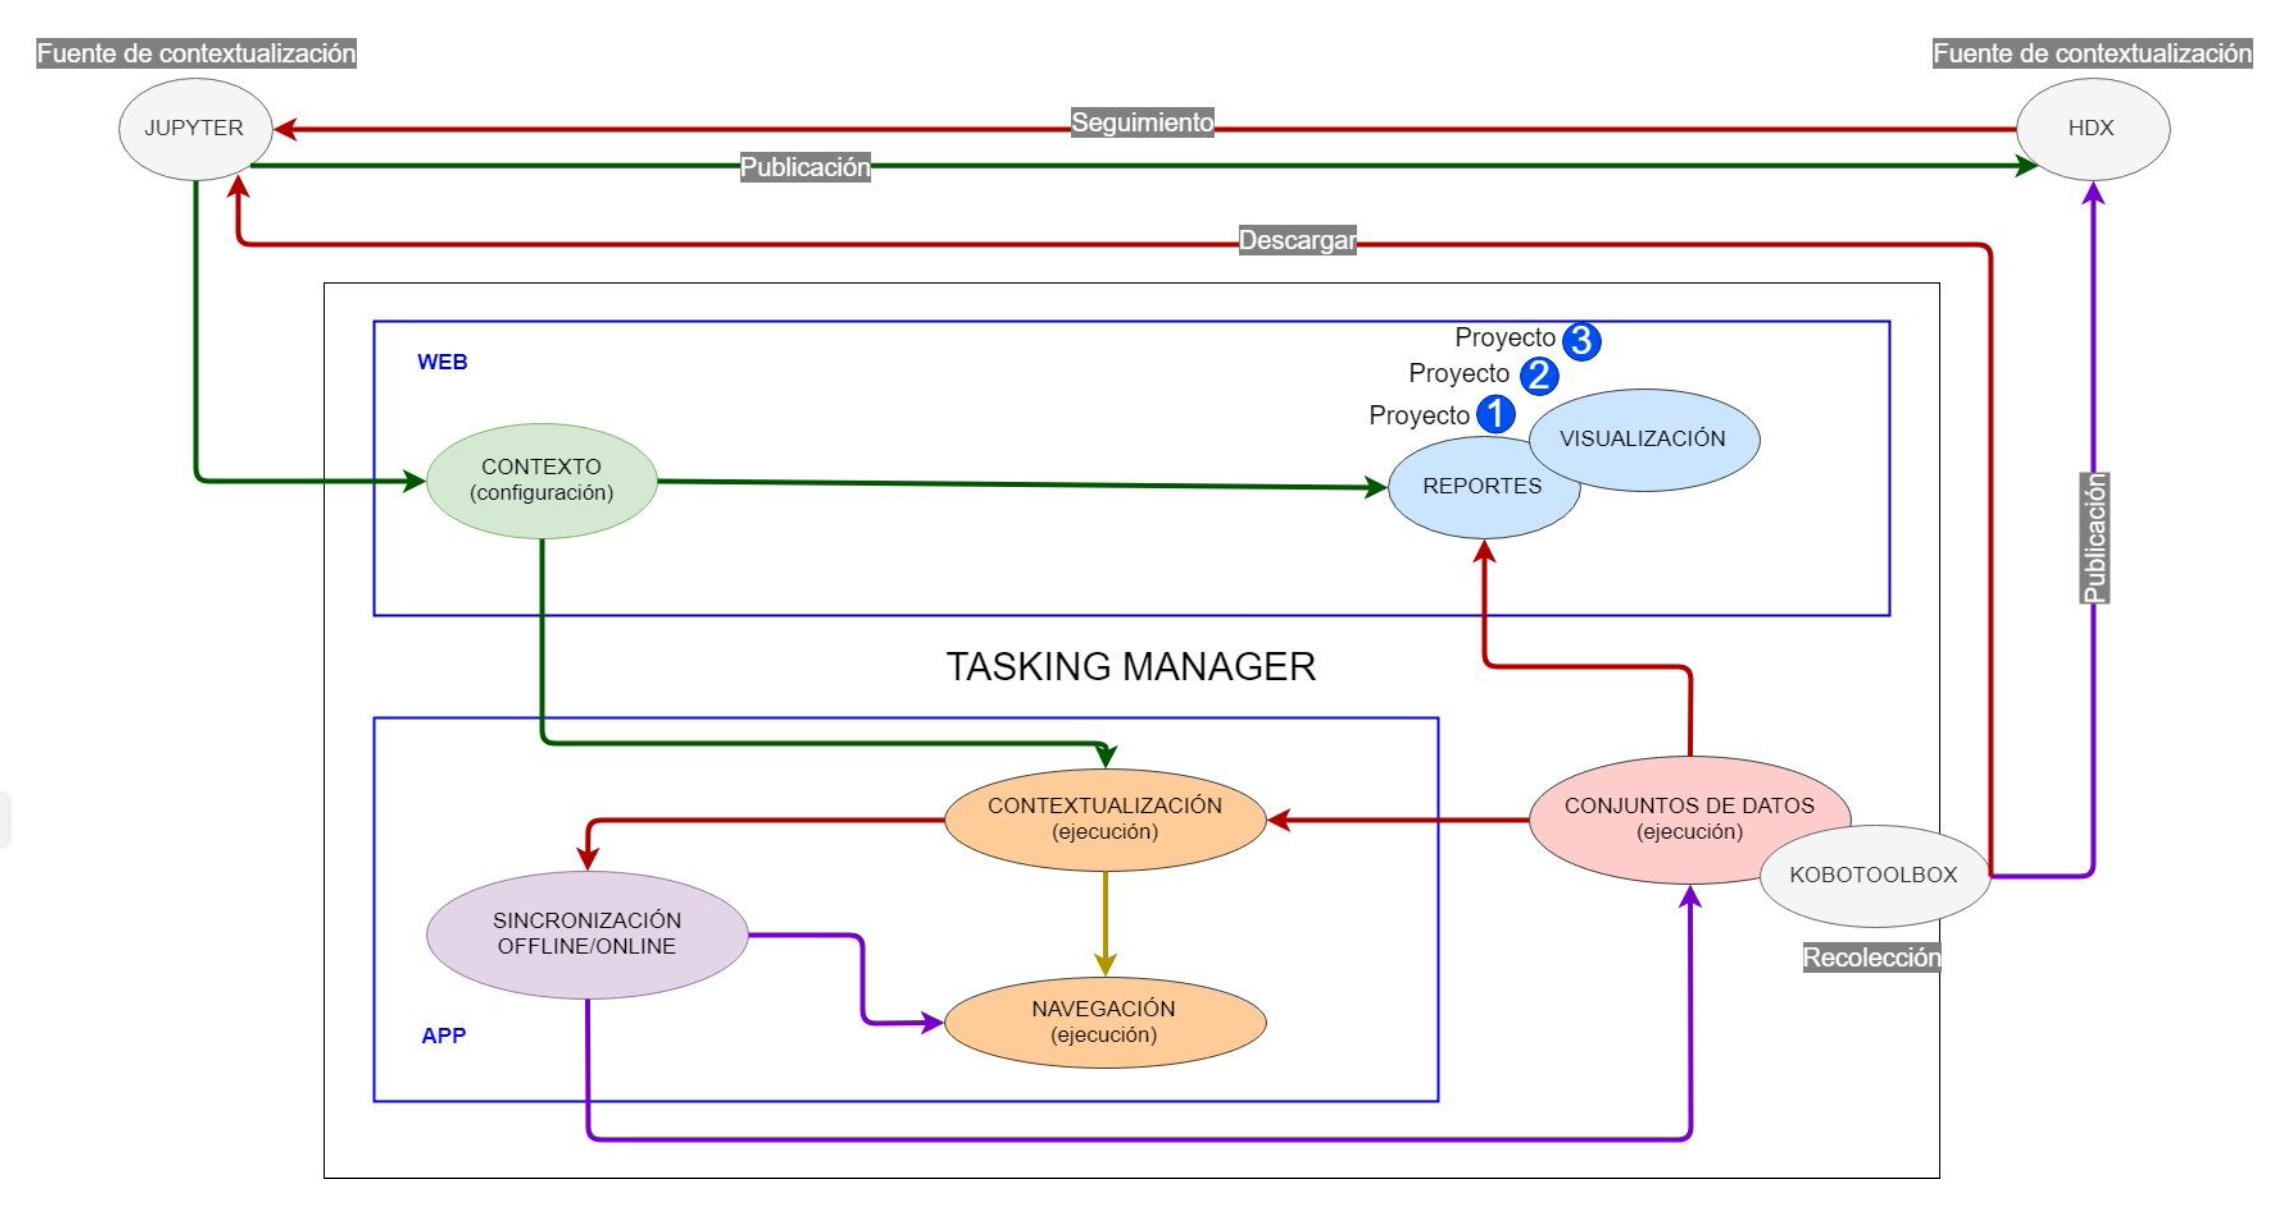 Fuente de contextualización
Fuente de contextualización
JUPYTER
Seguimiento
HDX
Publicación
Descargar
WEB
Proyecto 3
Proyecto 2
Proyecto 1
VISUALIZACIÓN
CONTEXTO
(configuración)
REPORTES
Publicación
TASKING MANAGER
CONTEXTUALIZACIÓN
(ejecución)
CONJUNTOS DE DATOS
(ejecución)
KOBOTOOLBOX
SINCRONIZACIÓN
OFFLINE/ONLINE
Recolección
NAVEGACIÓN
(ejecución)
APP